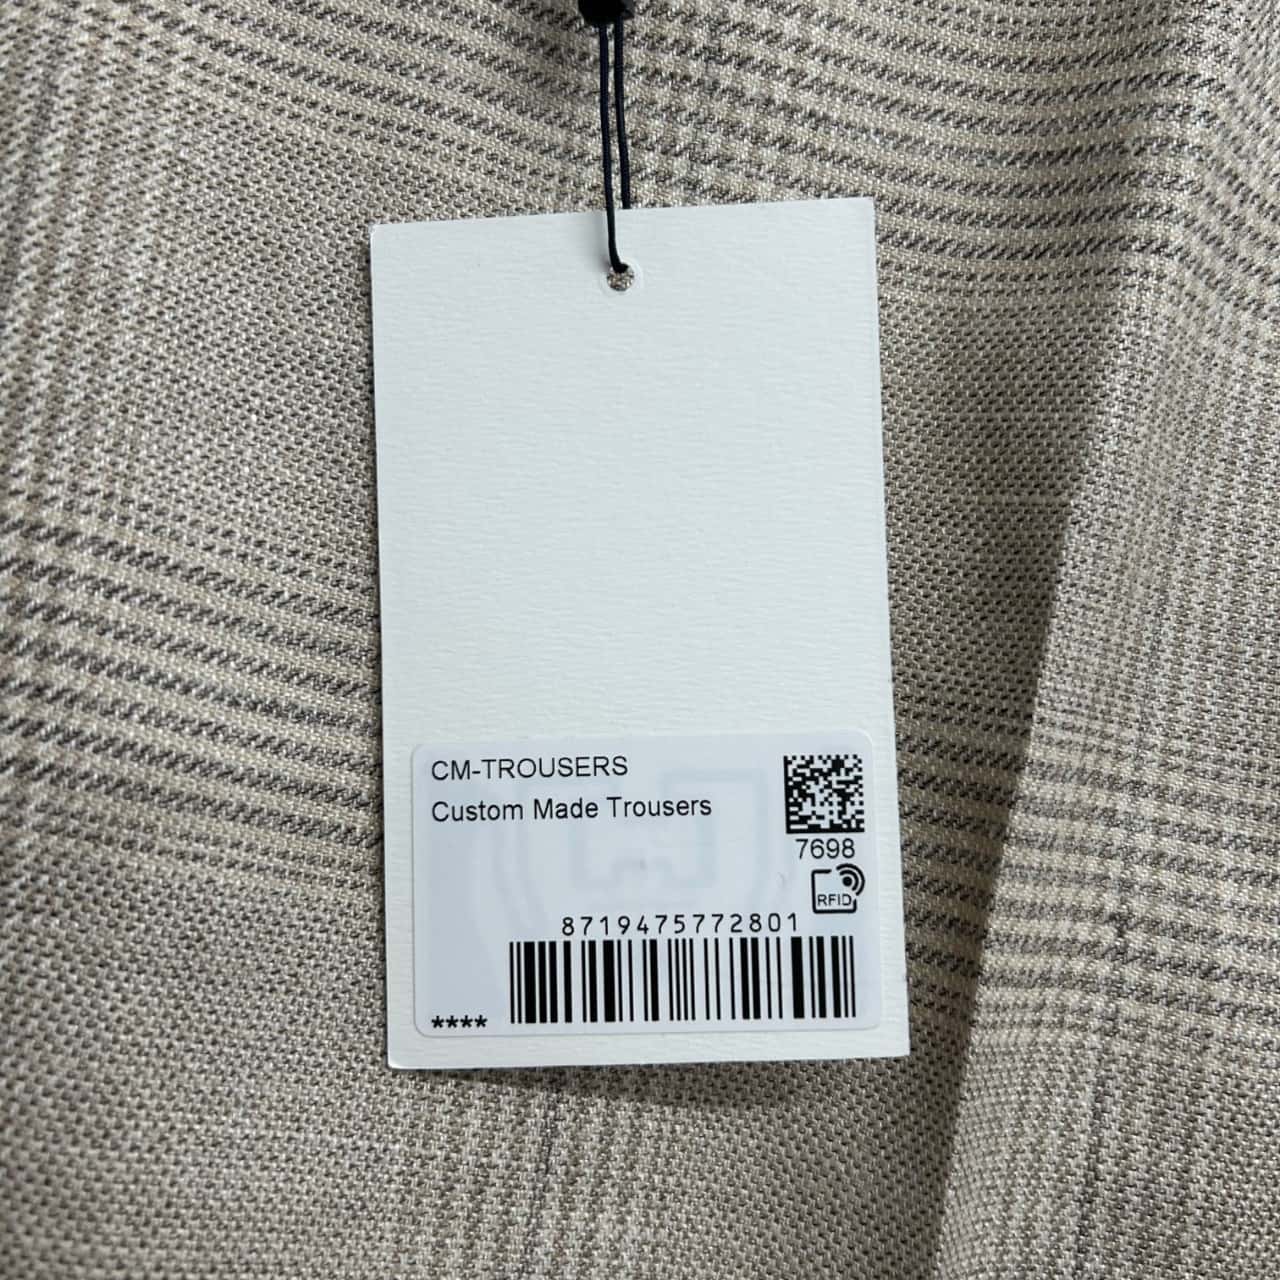 CM-TROUSERS
Custom Made Trousers
7698
RFID
8719475772801
****